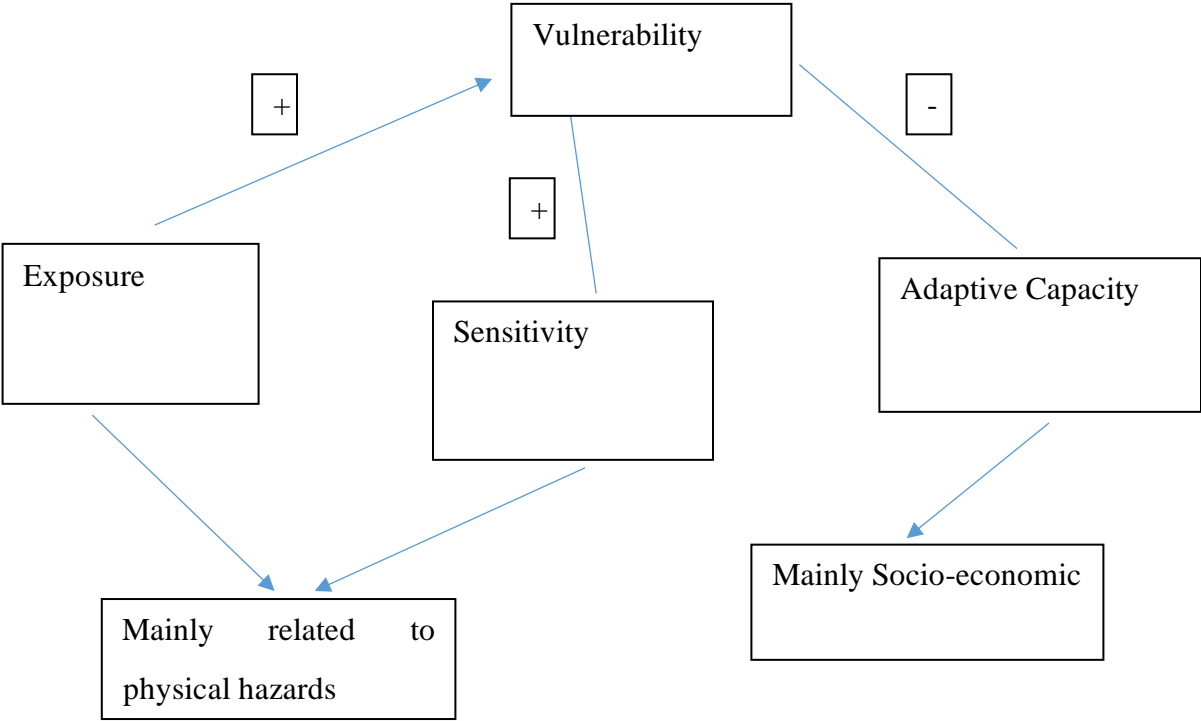 Vulnerability
+
-
+
Exposure
Adaptive Capacity
Sensitivity
Mainly Socio-economic
Mainly related to
physical hazards